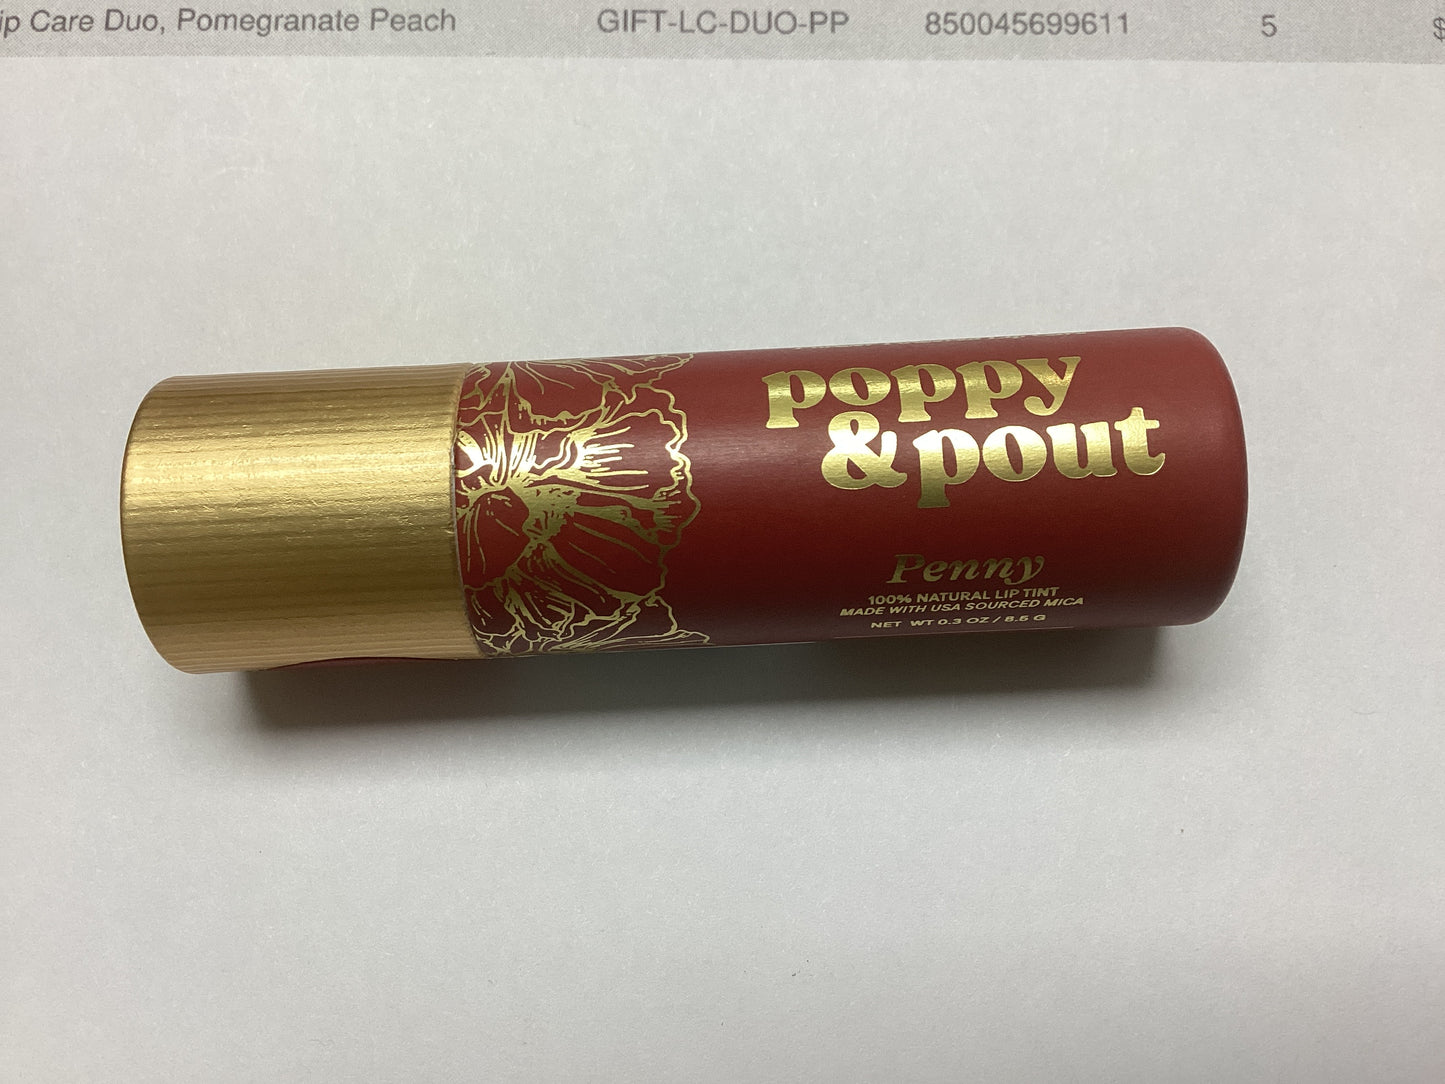 ip Care Duo, Pomegranate Peach GIFT-LC-DUO-PP 850045699611 5 $
poppy
&pout
Penny
100% NATURAL LIP TINT
MADE WITH USA SOURCED MICA
NET WT 0.3 OZ / 8.5 G